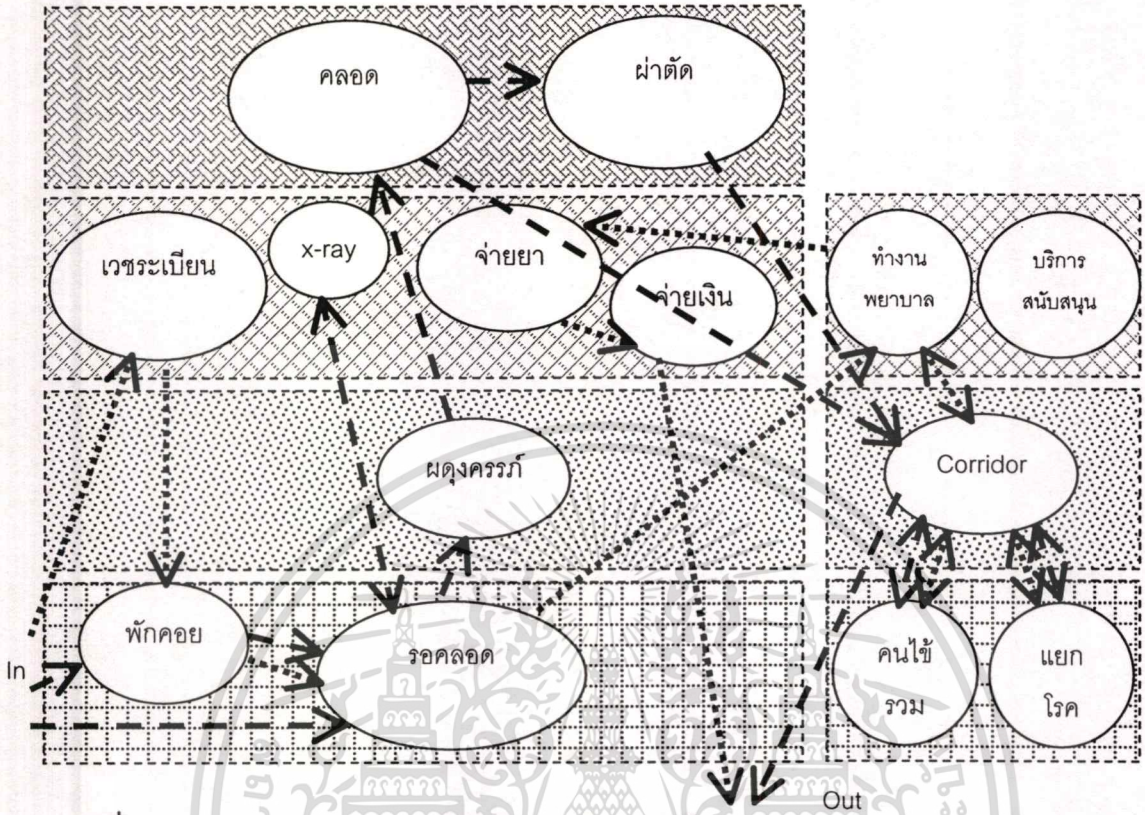 คลอด
ผ่าตัด
เวชระเบียน
x-ray
จ่ายยา
จ่ายเงิน
ทำงาน
พยาบาล
บริการ
สนับสนุน
ผดุงครรภ์
Corridor
In
พักคอย
รอคลอด
คนไข้
รวม
แยก
โรค
Out